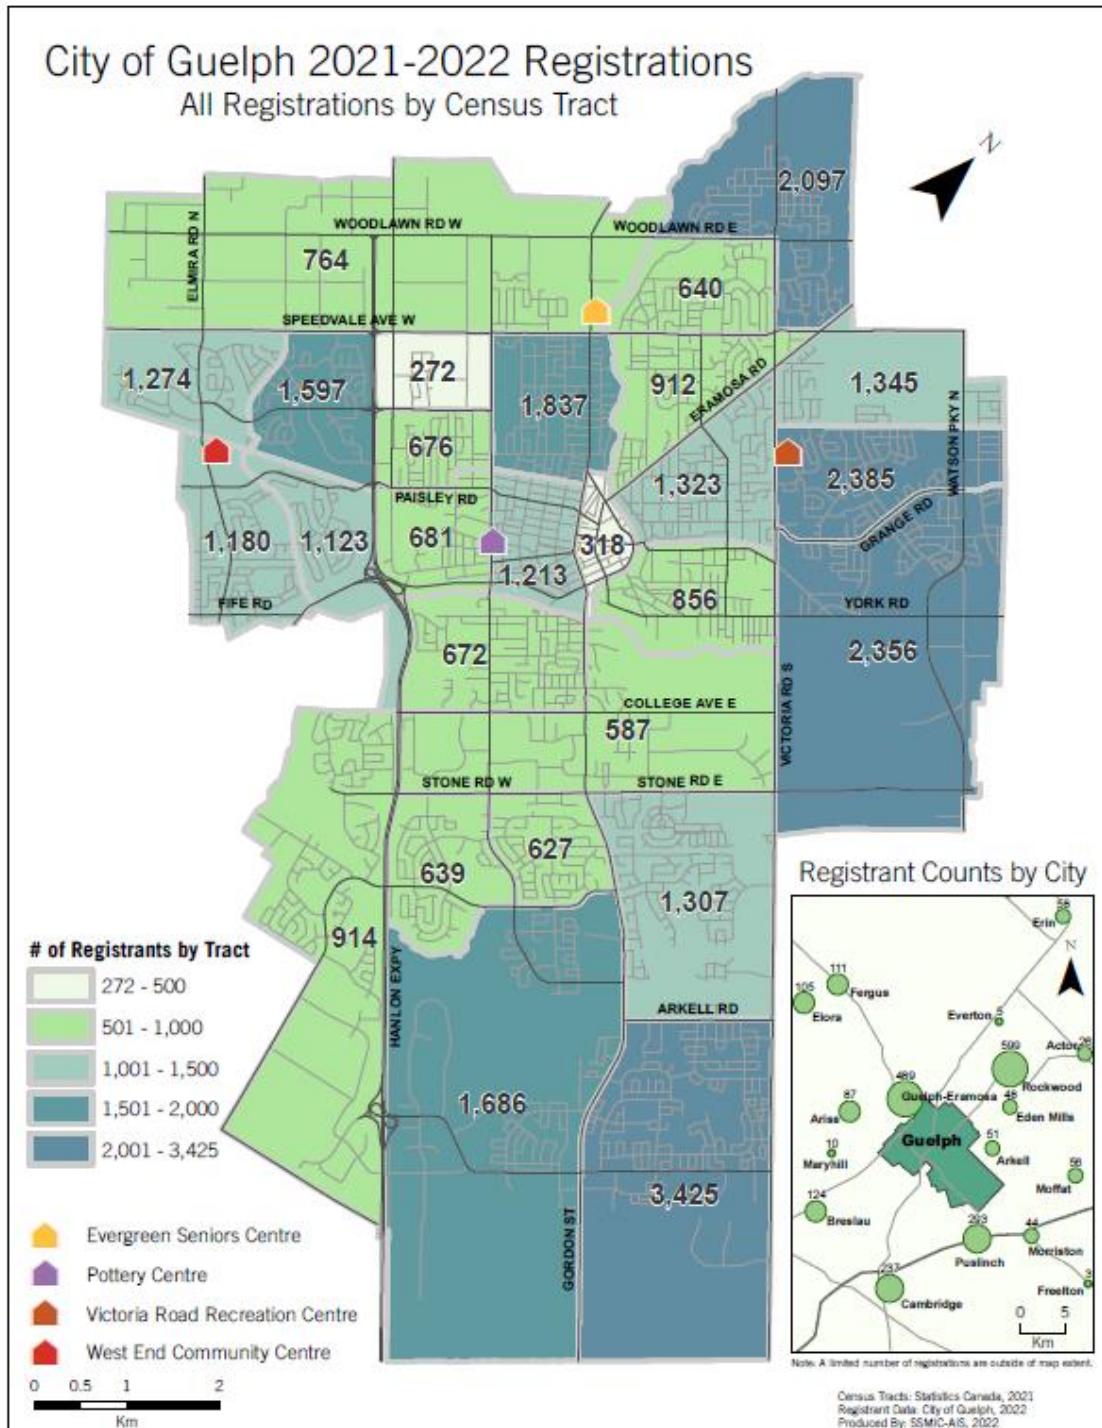 City of Guelph 2021-2022 Registrations
All Registrations by Census Tract
N
2,097
WOODLAWN RD W
WOODLAWN RD E
ELMIRA RD N
764
640
SPEEDVALE AVE W
1,274
1,597
272
1,837
912
ERAMOSA RD
1,345
WATSON PKY N
676
1,323
2,385
PAISLEY RD
GRANGE RD
1,180
1,123
681
318
1,213
856
FIFE RD
YORK RD
672
2,356
COLLEGE AVE E
587
VICTORIA RD S
STONE RD W
STONE RD E
639
627
1,307
914
HANLON EXPY
ARKELL RD
1,686
3,425
GORDON ST
# of Registrants by Tract
272 - 500
501 - 1,000
1,001 - 1,500
1,501 - 2,000
2,001 - 3,425
Evergreen Seniors Centre
Pottery Centre
Victoria Road Recreation Centre
West End Community Centre
0 0.5 1 2
Km
Registrant Counts by City
Erin
N
111
Fergus
105
Elora
Everton 5
Acton
26
599
Rockwood
489
Guelph-Eramosa
48
Eden Mills
87
Ariss
Guelph
51
Arkell
10
Maryhill
Moffat
124
Breslau
293
Puslinch
44
Morriston
237
Cambridge
3
Freelton
0 5
Km
Note: A limited number of registrations are outside of map extent.
Census Tracts: Statistics Canada, 2021
Registrant Data: City of Guelph, 2022
Produced By: SSMIC-AIS, 2022